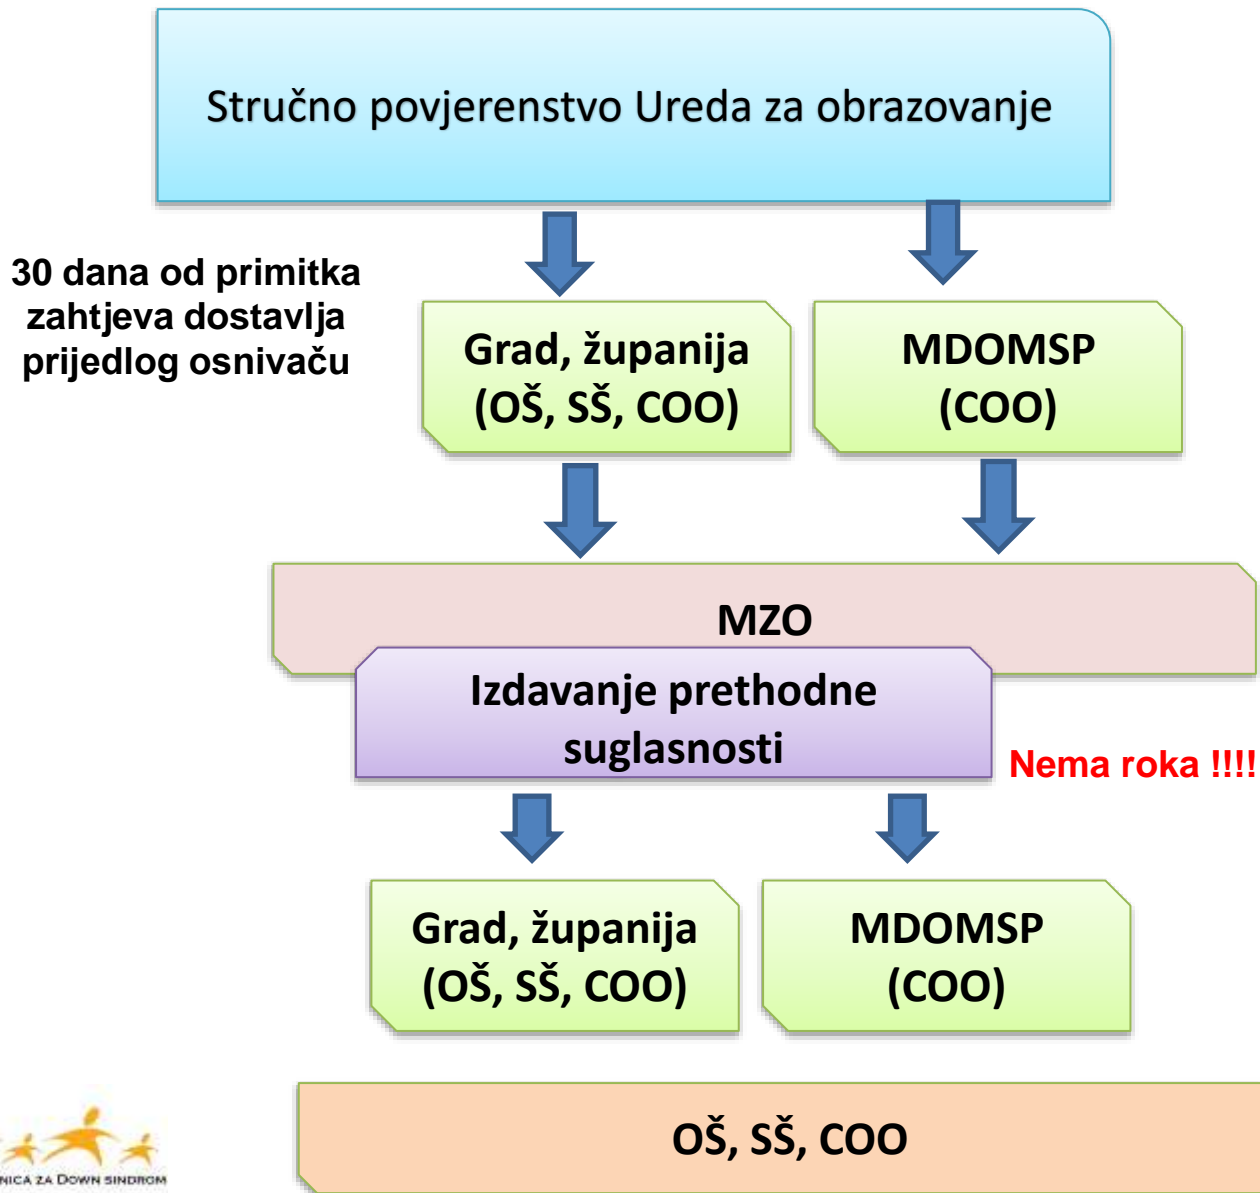 Stručno povjerenstvo Ureda za obrazovanje
30 dana od primitka
zahtjeva dostavlja
prijedlog osnivaču
Grad, županija
(OŠ, SŠ, COO)
MDOMSP
(COO)
MZO
Izdavanje prethodne
suglasnosti
Nema roka !!!!
Grad, županija
(OŠ, SŠ, COO)
MDOMSP
(COO)
OŠ, SŠ, COO
ZA DOWN SINDROM